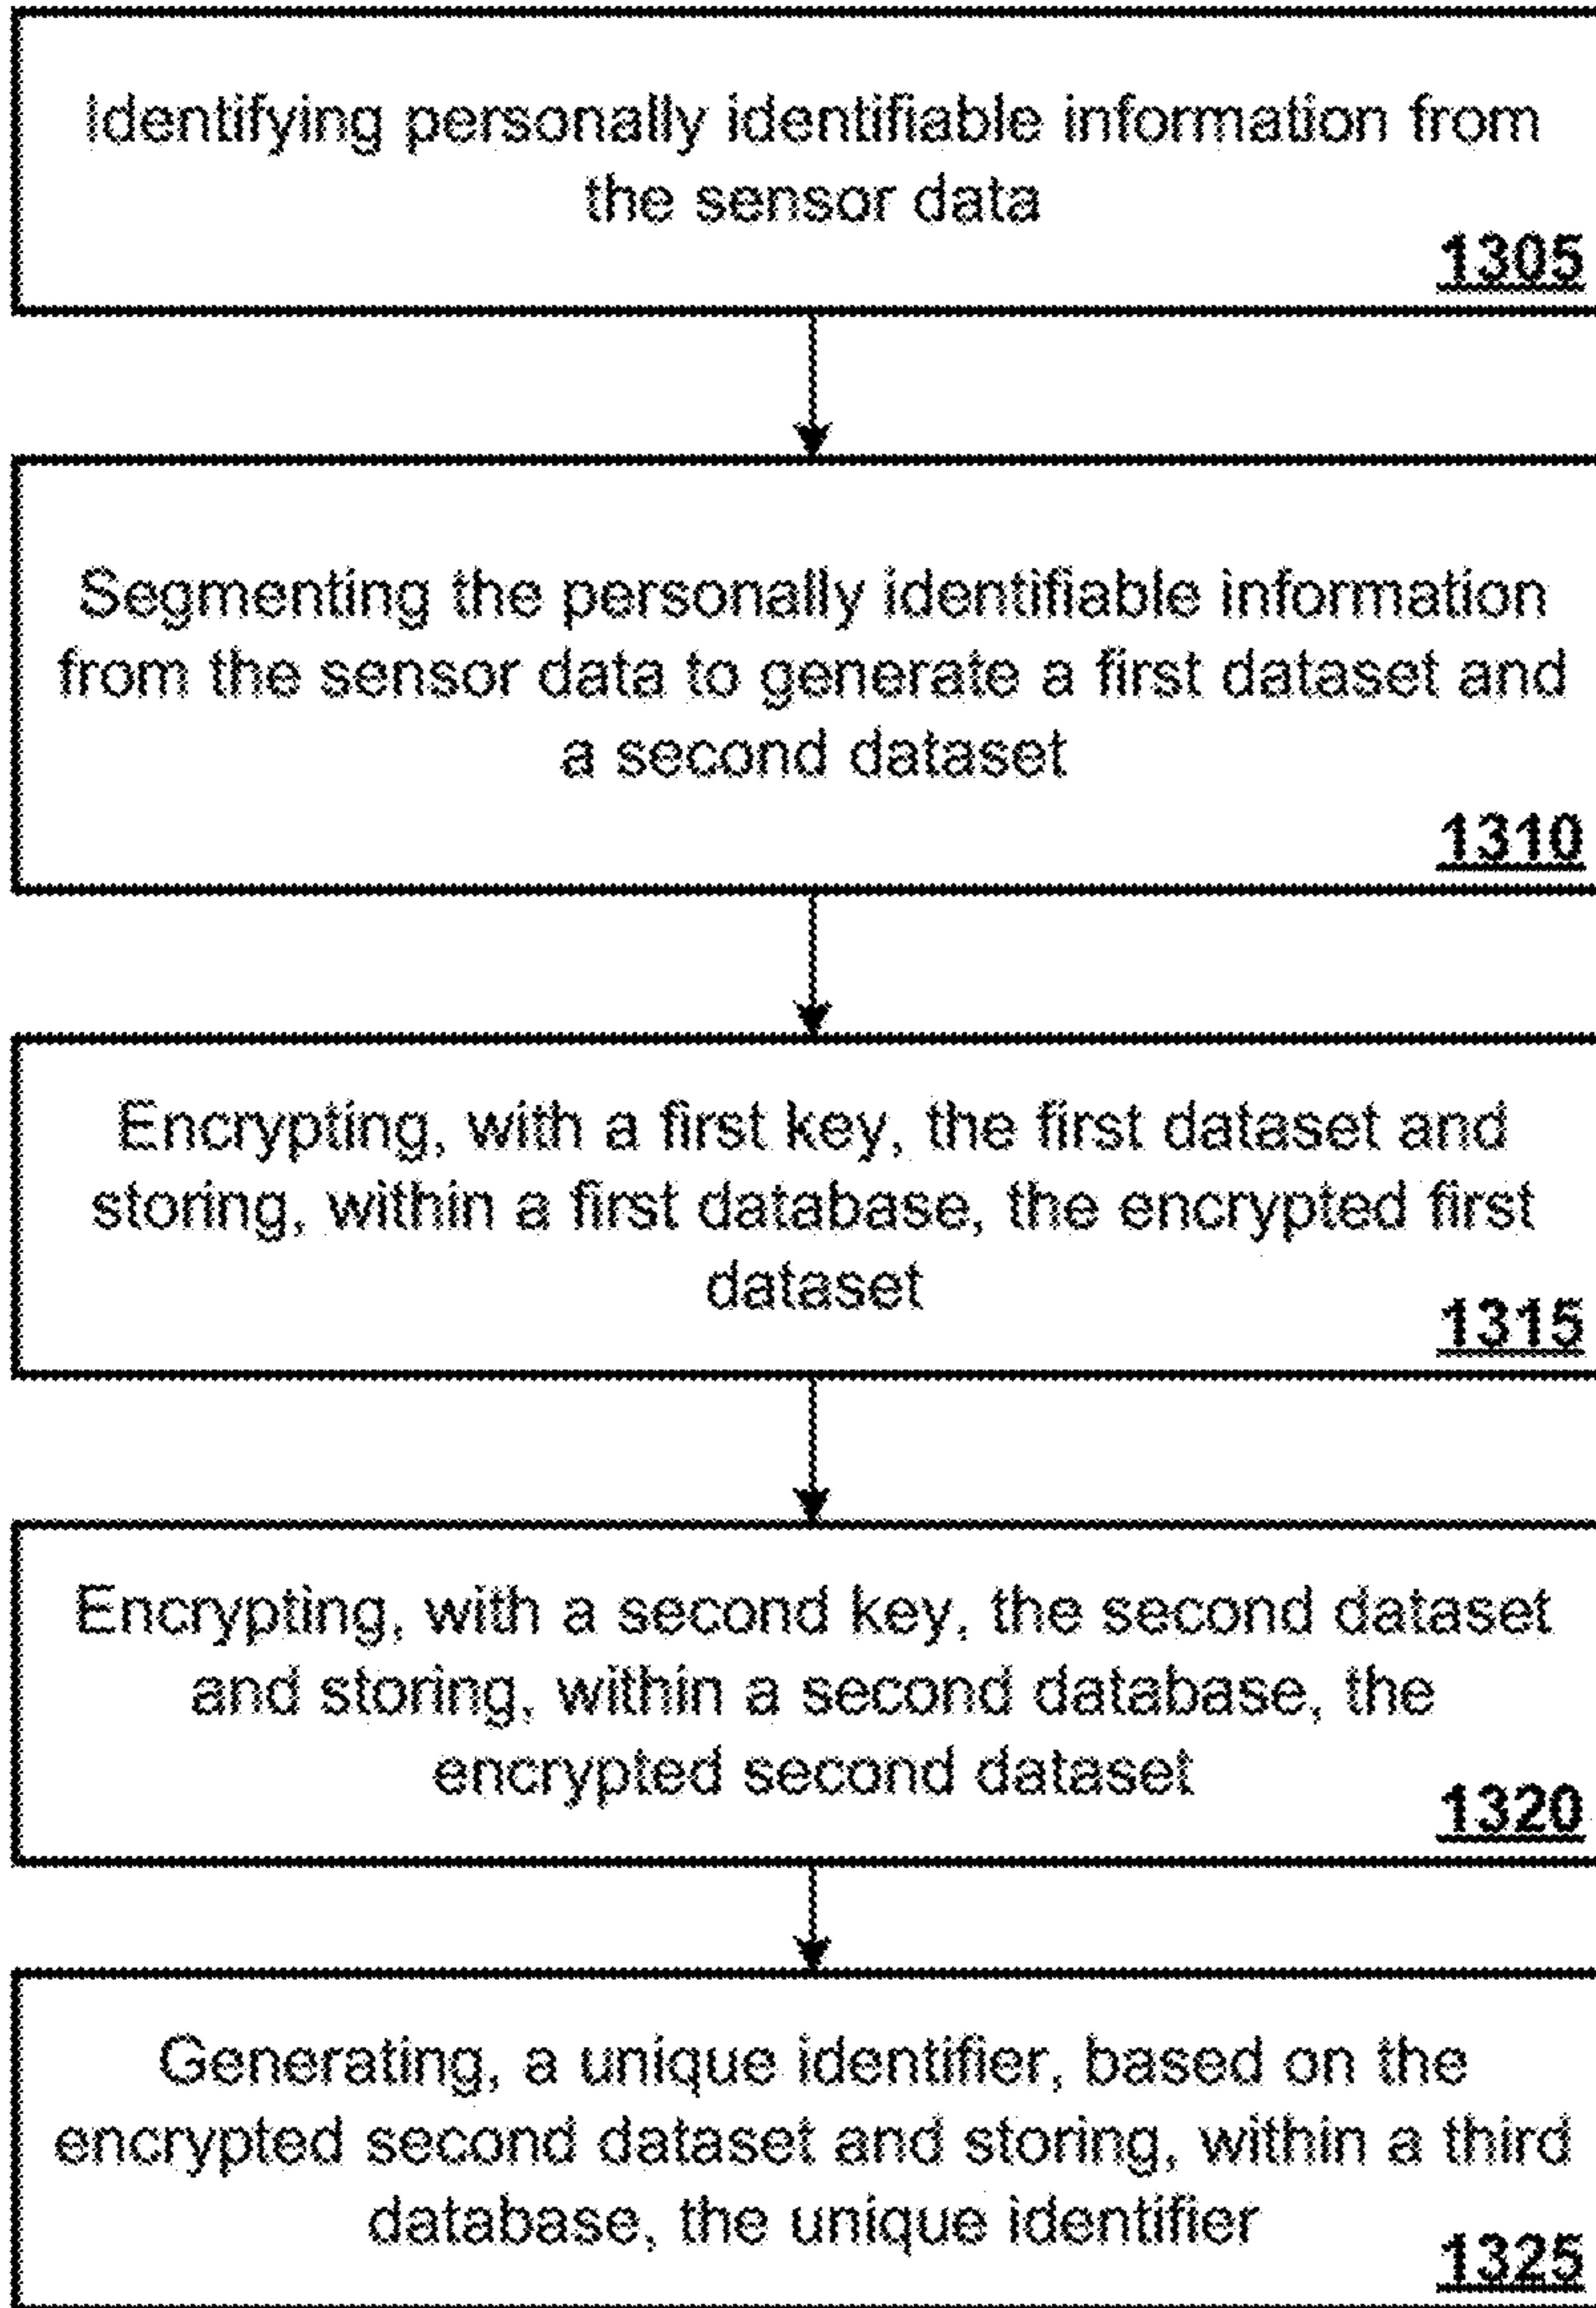 Identifying personally identifiable information from
the sensor data
1305
Segmenting the personally identifiable information
from the sensor data to generate a first dataset and
a second dataset
1310
Encrypting, with a first key, the first dataset and
storing, within a first database, the encrypted first
dataset
1315
Encrypting, with a second key, the second dataset
and storing, within a second database, the
encrypted second dataset
1320
Generating, a unique identifier, based on the
encrypted second dataset and storing, within a third
database, the unique identifier
1325